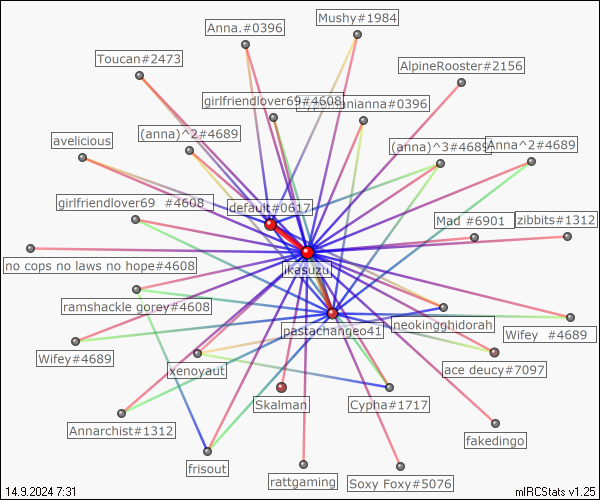 Mushy#1984
Anna.#0396
Toucan#2473
AlpineRooster#2156
girlfriendlover69#4608
anianna#0396
avelicious
(anna)^2#4689
(anna)^3#4689
Anna^2#4689
girlfriendlover69 #4608
default#0617
Mad #6901
zibbits#1312
no cops no laws no hope#4608
jkasuzu
ramshackle gorey#4608
pastachangeo41
neokingghidorah
Wifey #4689
Wifey#4689
xenoyaut
ace deucy#7097
Skalman
Cypha#1717
Annarchist#1312
fakedingo
frisout
rattgaming
Soxy Foxy#5076
14.9.2024 7:31
mIRCStats v1.25